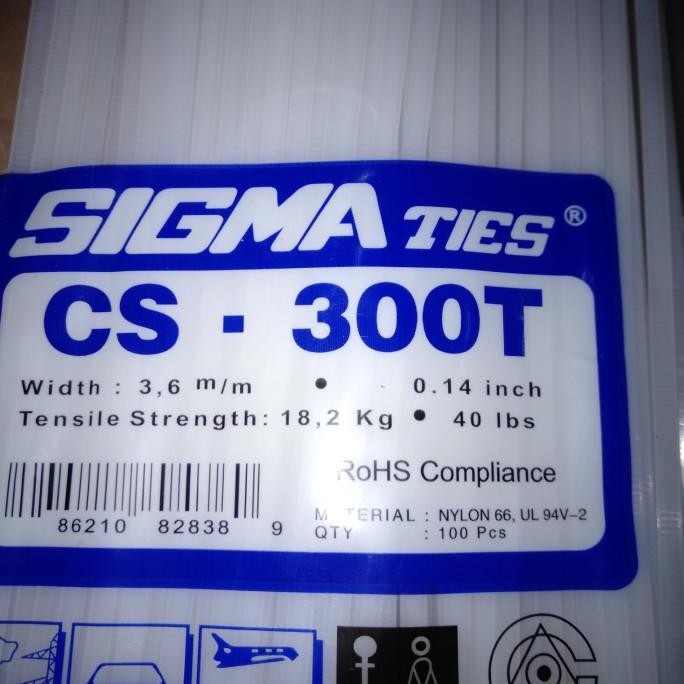 SIGMA TIES ®
CS - 300T
Width : 3,6 m/m • 0.14 inch
Tensile Strength: 18,2 Kg • 40 lbs
RoHS Compliance
86210 82838 9
MATERIAL : NYLON 66, UL 94V-2
QTY : 100 Pcs